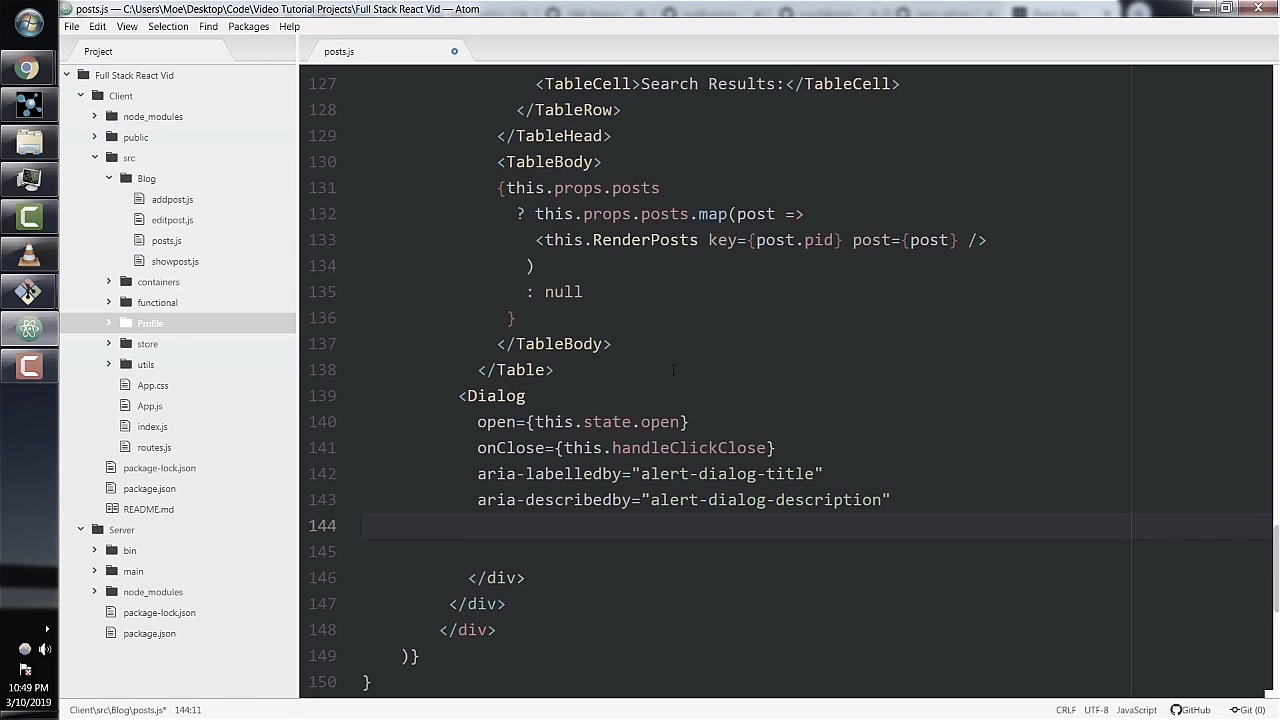 posts.js — C:\Users\Moe\Desktop\Code\Video Tutorial Projects\Full Stack React Vid — Atom
File Edit View Selection Find Packages Help
Project
posts.js
Full Stack React Vid
Client
node_modules
public
src
Blog
addpost.js
editpost.js
posts.js
showpost.js
containers
functional
Profile
store
utils
App.css
App.js
index.js
routes.js
package-lock.json
package.json
README.md
Server
bin
main
node_modules
package-lock.json
package.json
127 <TableCell>Search Results:</TableCell>
128 </TableRow>
129 </TableHead>
130 <TableBody>
131 {this.props.posts
132 ? this.props.posts.map(post =>
133 <this.RenderPosts key={post.pid} post={post} />
134 )
135 : null
136 }
137 </TableBody>
138 </Table>
139 <Dialog
140 open={this.state.open}
141 onClose={this.handleClickClose}
142 aria-labelledby="alert-dialog-title"
143 aria-describedby="alert-dialog-description"
144
145
146 </div>
147 </div>
148 </div>
149 )}
150 }
10:49 PM
3/10/2019
Client\src\Blog\posts.js* 144:11
CRLF UTF-8 JavaScript GitHub Git (0)